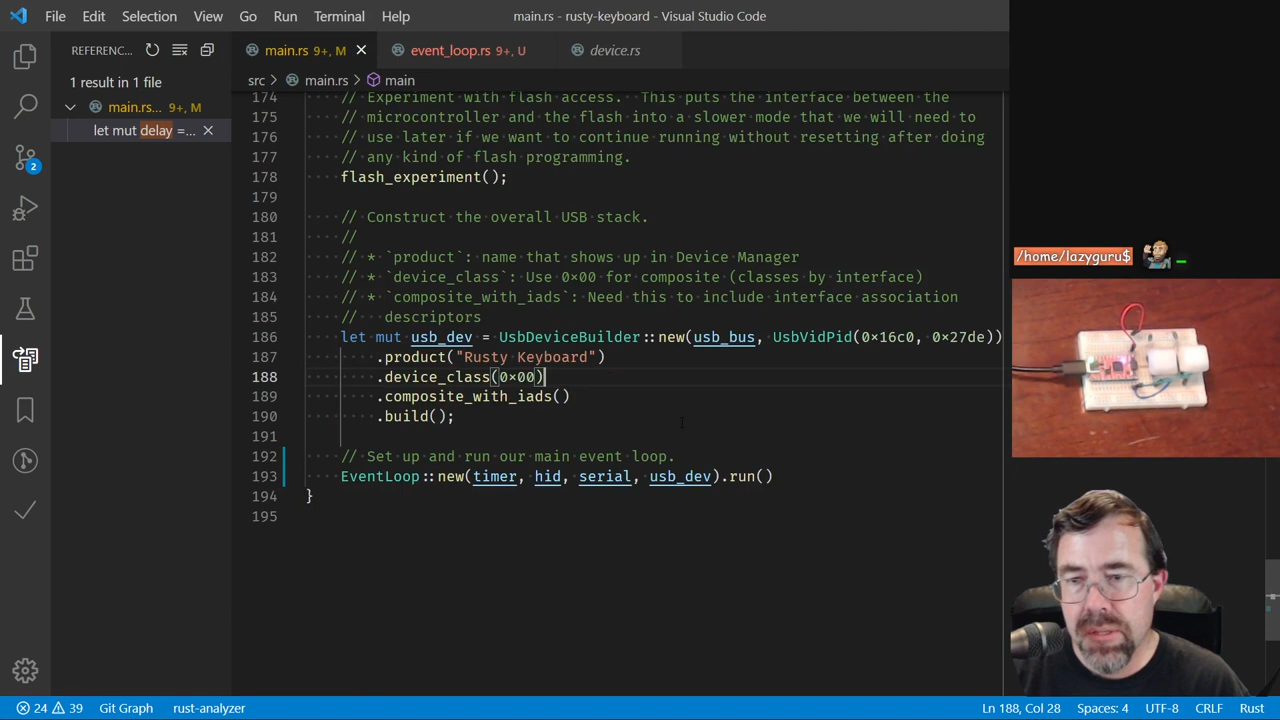 File Edit Selection View Go Run Terminal Help
main.rs - rusty-keyboard - Visual Studio Code
REFERENC...
1 result in 1 file
main.rs... 9+, M
let mut delay =...
2
main.rs 9+, M
event_loop.rs 9+, U
device.rs
src > main.rs > main
174 // Experiment with flash access. This puts the interface between the
175 // microcontroller and the flash into a slower mode that we will need to
176 // use later if we want to continue running without resetting after doing
177 // any kind of flash programming.
178 flash_experiment();
179
180 // Construct the overall USB stack.
181 //
182 // * `product`: name that shows up in Device Manager
183 // * `device_class`: Use 0x00 for composite (classes by interface)
184 // * `composite_with_iads`: Need this to include interface association
185 // descriptors
186 let mut usb_dev = UsbDeviceBuilder::new(usb_bus, UsbVidPid(0x16c0, 0x27de))
187 .product("Rusty Keyboard")
188 .device_class(0x00)
189 .composite_with_iads()
190 .build();
191
192 // Set up and run our main event loop.
193 EventLoop::new(timer, hid, serial, usb_dev).run()
194 }
195
/home/lazyguru$
24 39 Git Graph rust-analyzer
Ln 188, Col 28 Spaces: 4 UTF-8 CRLF Rust